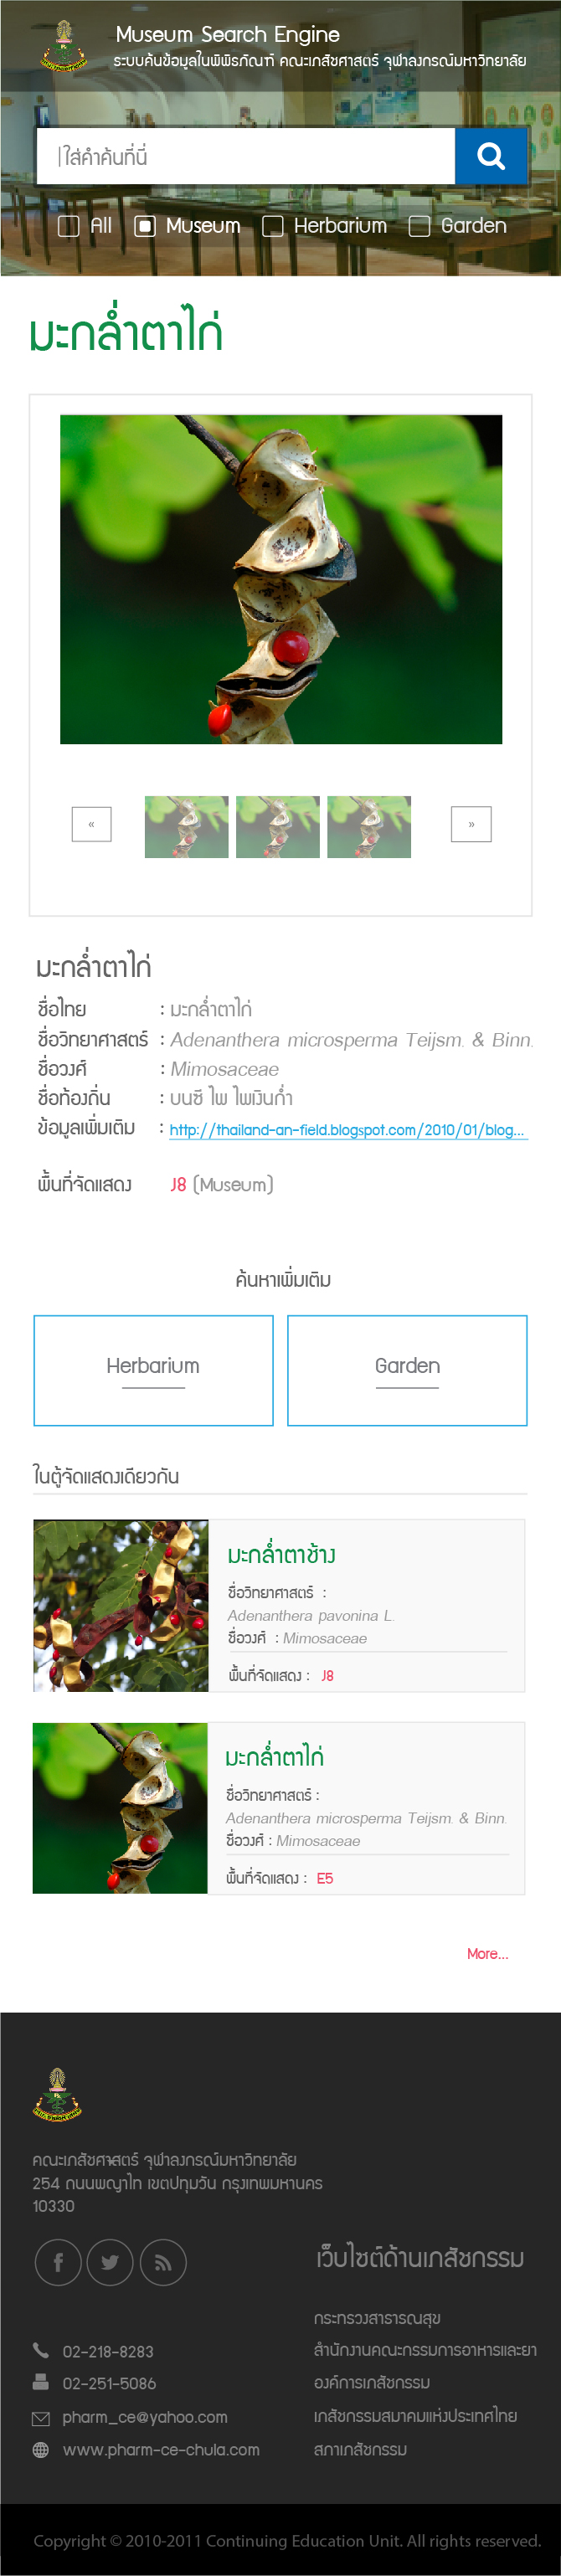 Museum Search Engine
ระบบค้นข้อมูลในพิพิธภัณฑ์ คณะเภสัชศาสตร์ จุฬาลงกรณ์มหาวิทยาลัย
ใส่คำค้นที่นี่
All Museum Herbarium Garden
มะกล่ำตาไก่
« »
มะกล่ำตาไก่
ชื่อไทย : มะกล่ำตาไก่
ชื่อวิทยาศาสตร์ : Adenanthera microsperma Teijsm. & Binn.
ชื่อวงศ์ : Mimosaceae
ชื่อท้องถิ่น : บนซี ไพ ไพเงินก่ำ
ข้อมูลเพิ่มเติม : http://thailand-an-field.blogspot.com/2010/01/blog...
พื้นที่จัดแสดง J8 (Museum)
ค้นหาเพิ่มเติม
Herbarium Garden
ในตู้จัดแสดงเดียวกัน
มะกล่ำตาช้าง
ชื่อวิทยาศาสตร์ :
Adenanthera pavonina L.
ชื่อวงศ์ : Mimosaceae
พื้นที่จัดแสดง : J8
มะกล่ำตาไก่
ชื่อวิทยาศาสตร์ :
Adenanthera microsperma Teijsm. & Binn.
ชื่อวงศ์ : Mimosaceae
พื้นที่จัดแสดง : E5
More...
คณะเภสัชศาสตร์ จุฬาลงกรณ์มหาวิทยาลัย
254 ถนนพญาไท เขตปทุมวัน กรุงเทพมหานคร
10330
02-218-8283
02-251-5086
pharm_ce@yahoo.com
www.pharm-ce-chula.com
เว็บไซต์ด้านเภสัชกรรม
กระทรวงสาธารณสุข
สำนักงานคณะกรรมการอาหารและยา
องค์การเภสัชกรรม
เภสัชกรรมสมาคมแห่งประเทศไทย
สภาเภสัชกรรม
Copyright © 2010-2011 Continuing Education Unit. All rights reserved.